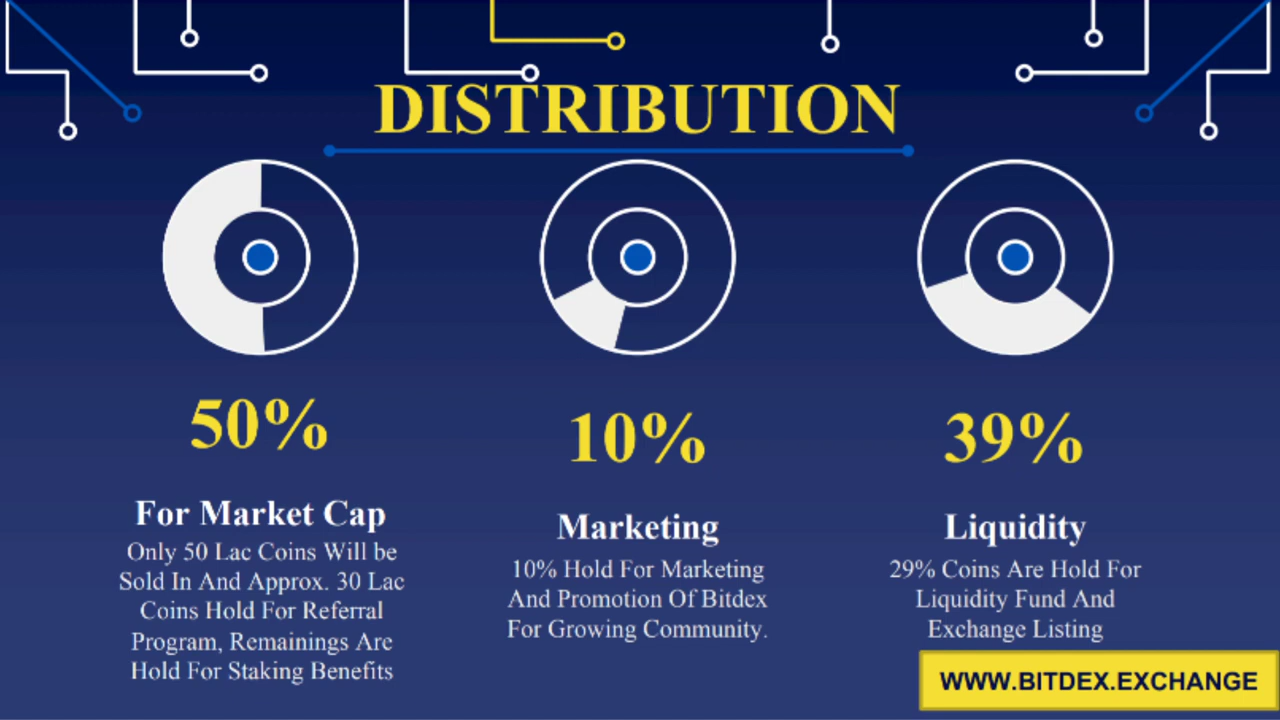 DISTRIBUTION
50%
For Market Cap
Only 50 Lac Coins Will be
Sold In And Approx. 30 Lac
Coins Hold For Referral
Program, Remainings Are
Hold For Staking Benefits
10%
Marketing
10% Hold For Marketing
And Promotion Of Bitdex
For Growing Community.
39%
Liquidity
29% Coins Are Hold For
Liquidity Fund And
Exchange Listing
WWW.BITDEX.EXCHANGE